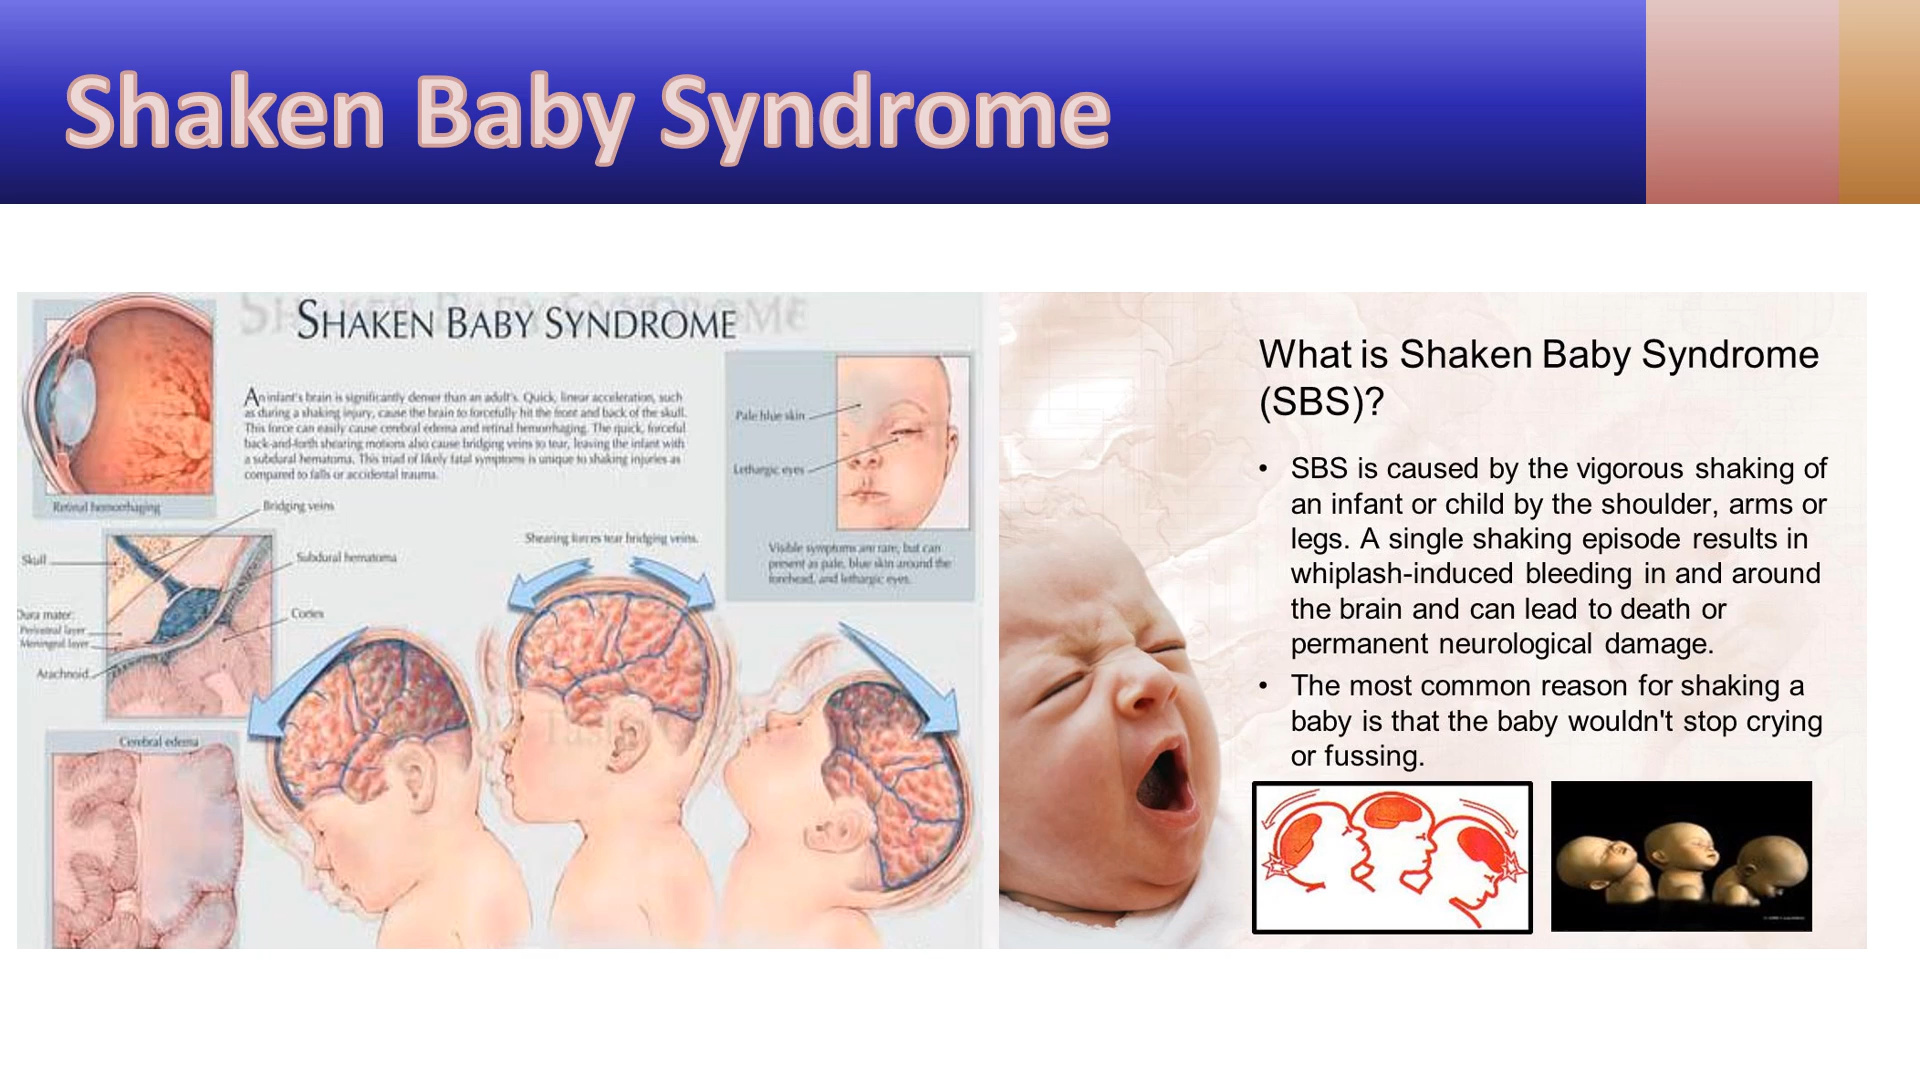 Shaken Baby Syndrome
SHAKEN BABY SYNDROME
An infant's brain is significantly denser than an adult's. Quick, linear acceleration, such
as during a shaking injury, cause the brain to forcefully hit the front and back of the skull.
This force can easily cause cerebral edema and retinal hemorrhaging. The quick, forceful
back-and-forth shearing motions also cause bridging veins to tear, leaving the infant with
a subdural hematoma. This triad of likely fatal symptoms is unique to shaking injuries as
compared to falls or accidental trauma.
Retinal hemorrhaging
Bridging veins
Skull
Subdural hematoma
Dura mater:
Periosteal layer
Meningeal layer
Cortex
Arachnoid
Cerebral edema
Shearing forces tear bridging veins.
Pale blue skin
Lethargic eyes
Visible symptoms are rare, but can
present as pale, blue skin around the
forehead, and lethargic eyes.
What is Shaken Baby Syndrome
(SBS)?
• SBS is caused by the vigorous shaking of
an infant or child by the shoulder, arms or
legs. A single shaking episode results in
whiplash-induced bleeding in and around
the brain and can lead to death or
permanent neurological damage.
• The most common reason for shaking a
baby is that the baby wouldn't stop crying
or fussing.